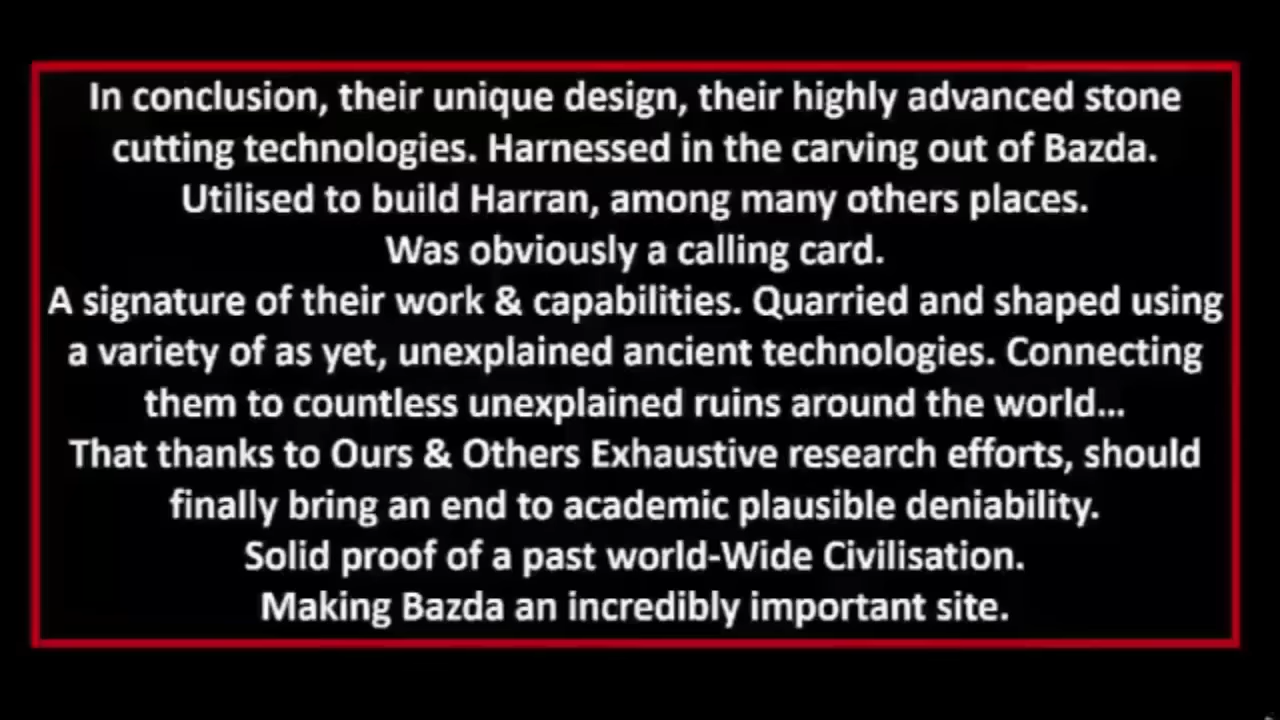 In conclusion, their unique design, their highly advanced stone
cutting technologies. Harnessed in the carving out of Bazda.
Utilised to build Harran, among many others places.
Was obviously a calling card.
A signature of their work & capabilities. Quarried and shaped using
a variety of as yet, unexplained ancient technologies. Connecting
them to countless unexplained ruins around the world...
That thanks to Ours & Others Exhaustive research efforts, should
finally bring an end to academic plausible deniability.
Solid proof of a past world-Wide Civilisation.
Making Bazda an incredibly important site.